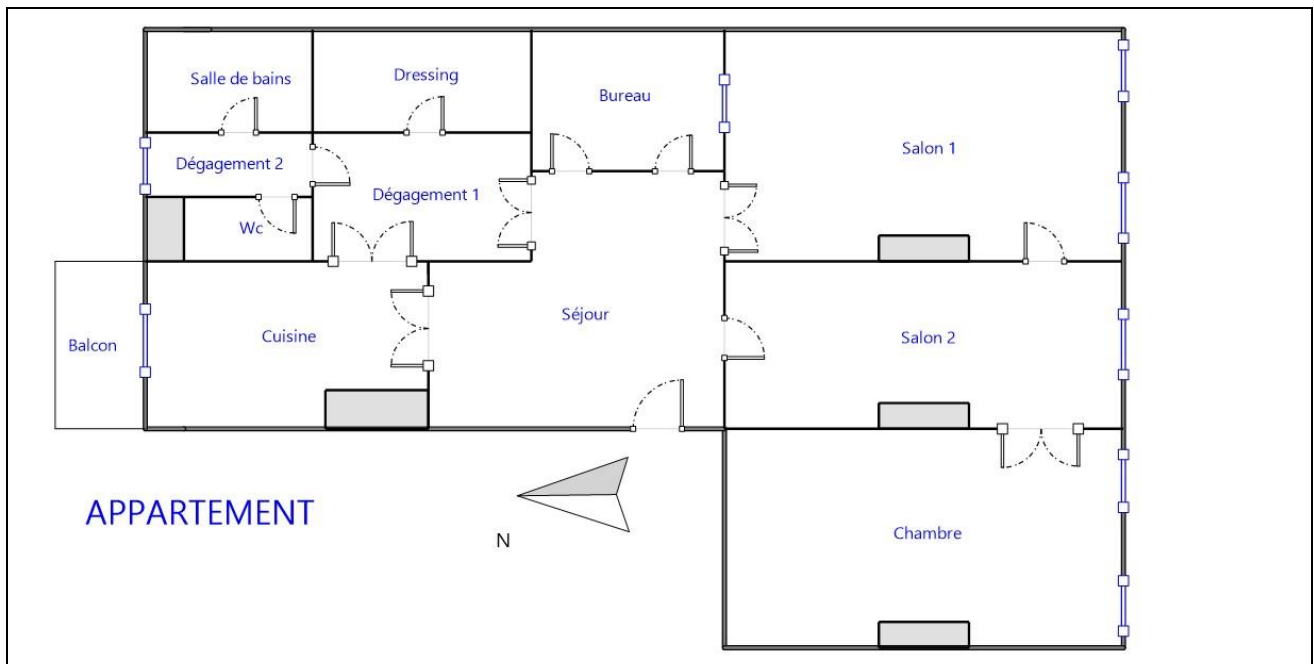 Salle de bains
Dressing
Bureau
Salon 1
Dégagement 2
Dégagement 1
Wc
Séjour
Balcon
Cuisine
Salon 2
APPARTEMENT
N
Chambre